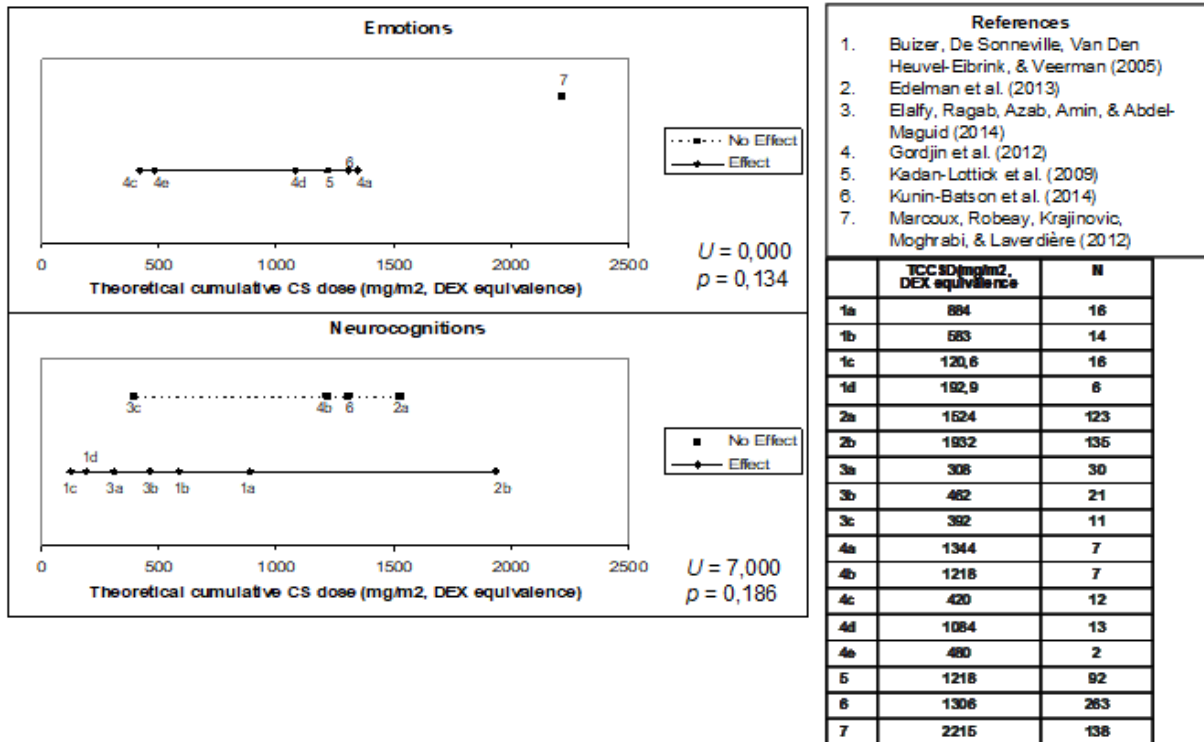 Emotions
7
6
4c 4e 4d 5 4a
No Effect
Effect
0 500 1000 1500 2000 2500
Theoretical cumulative CS dose (mg/m2, DEX equivalence)
U = 0,000
p = 0,134
Neurocognitions
3c 4b 6 2a
1d
1c 3a 3b 1b 1a 2b
No Effect
Effect
0 500 1000 1500 2000 2500
Theoretical cumulative CS dose (mg/m2, DEX equivalence)
U = 7,000
p = 0,186
References
1. Buizer, De Sonneville, Van Den
Heuvel-Eibrink, & Veerman (2005)
2. Edelman et al. (2013)
3. Elalfy, Ragab, Azab, Amin, & Abdel-
Maguid (2014)
4. Gordjin et al. (2012)
5. Kadan-Lottick et al. (2009)
6. Kunin-Batson et al. (2014)
7. Marcoux, Robeay, Krajinovic,
Moghrabi, & Laverdière (2012)
TCCSD(mg/m2, N
DEX equivalence
1a 884 16
1b 583 14
1c 120,6 16
1d 192,9 6
2a 1524 123
2b 1932 135
3a 308 30
3b 462 21
3c 392 11
4a 1344 7
4b 1218 7
4c 420 12
4d 1084 13
4e 480 2
5 1218 92
6 1306 263
7 2215 138